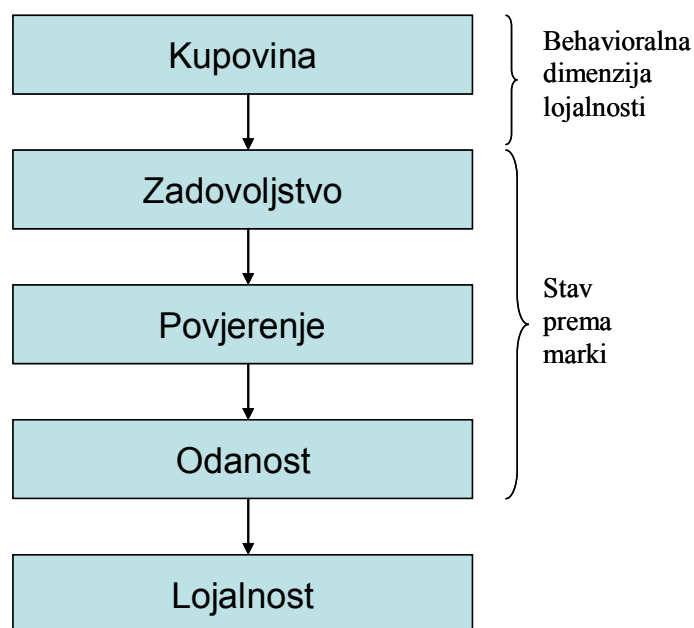 Kupovina
Behavioralna
dimenzija
lojalnosti
Zadovoljstvo
Povjerenje
Stav
prema
marki
Odanost
Lojalnost